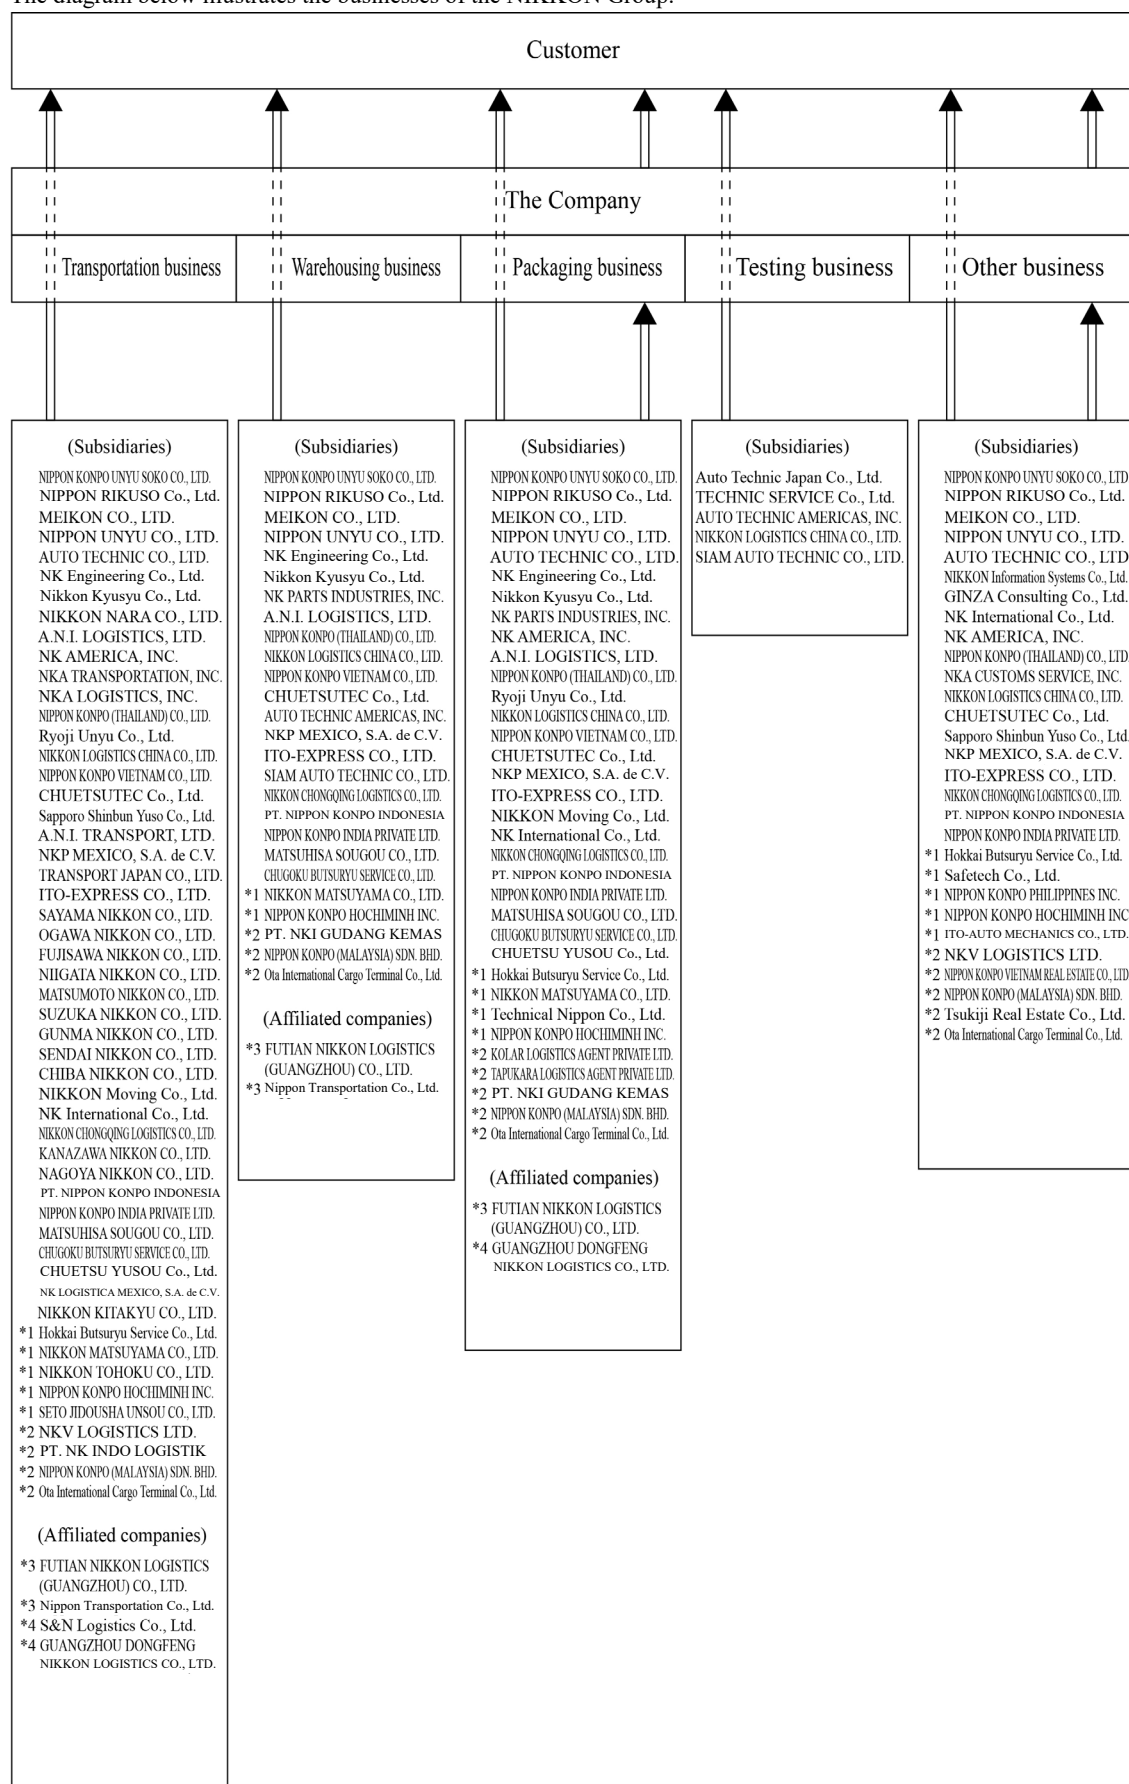 The diagram below illustrates the businesses of the NIKKON Group.
Customer
The Company
Transportation business
Warehousing business
Packaging business
Testing business
Other business
(Subsidiaries)
NIPPON KONPO UNYU SOKO CO., LTD.
NIPPON RIKUSO Co., Ltd.
MEIKON CO., LTD.
NIPPON UNYU CO., LTD.
AUTO TECHNIC CO., LTD.
NK Engineering Co., Ltd.
Nikkon Kyusyu Co., Ltd.
NIKKON NARA CO., LTD.
A.N.I. LOGISTICS, LTD.
NK AMERICA, INC.
NKA TRANSPORTATION, INC.
NKA LOGISTICS, INC.
NIPPON KONPO (THAILAND) CO., LTD.
Ryoji Unyu Co., Ltd.
NIKKON LOGISTICS CHINA CO., LTD.
NIPPON KONPO VIETNAM CO., LTD.
CHUETSUTEC Co., Ltd.
Sapporo Shinbun Yuso Co., Ltd.
A.N.I. TRANSPORT, LTD.
NKP MEXICO, S.A. de C.V.
TRANSPORT JAPAN CO., LTD.
ITO-EXPRESS CO., LTD.
SAYAMA NIKKON CO., LTD.
OGAWA NIKKON CO., LTD.
FUJISAWA NIKKON CO., LTD.
NIIGATA NIKKON CO., LTD.
MATSUMOTO NIKKON CO., LTD.
SUZUKA NIKKON CO., LTD.
GUNMA NIKKON CO., LTD.
SENDAI NIKKON CO., LTD.
CHIBA NIKKON CO., LTD.
NIKKON Moving Co., Ltd.
NK International Co., Ltd.
NIKKON CHONGQING LOGISTICS CO., LTD.
KANAZAWA NIKKON CO., LTD.
NAGOYA NIKKON CO., LTD.
PT. NIPPON KONPO INDONESIA
NIPPON KONPO INDIA PRIVATE LTD.
MATSUHISA SOUGOU CO., LTD.
CHUGOKU BUTSURYU SERVICE CO., LTD.
CHUETSU YUSOU Co., Ltd.
NK LOGISTICA MEXICO, S.A. de C.V.
NIKKON KITAKYU CO., LTD.
*1 Hokkai Butsuryu Service Co., Ltd.
*1 NIKKON MATSUYAMA CO., LTD.
*1 NIKKON TOHOKU CO., LTD.
*1 NIPPON KONPO HOCHIMINH INC.
*1 SETO JIDOUSHA UNSOU CO., LTD.
*2 NKV LOGISTICS LTD.
*2 PT. NK INDO LOGISTIK
*2 NIPPON KONPO (MALAYSIA) SDN. BHD.
*2 Ota International Cargo Terminal Co., Ltd.
(Affiliated companies)
*3 FUTIAN NIKKON LOGISTICS
(GUANGZHOU) CO., LTD.
*3 Nippon Transportation Co., Ltd.
*4 S&N Logistics Co., Ltd.
*4 GUANGZHOU DONGFENG
NIKKON LOGISTICS CO., LTD.
(Subsidiaries)
NIPPON KONPO UNYU SOKO CO., LTD.
NIPPON RIKUSO Co., Ltd.
MEIKON CO., LTD.
NIPPON UNYU CO., LTD.
NK Engineering Co., Ltd.
Nikkon Kyusyu Co., Ltd.
NK PARTS INDUSTRIES, INC.
A.N.I. LOGISTICS, LTD.
NIPPON KONPO (THAILAND) CO., LTD.
NIKKON LOGISTICS CHINA CO., LTD.
NIPPON KONPO VIETNAM CO., LTD.
CHUETSUTEC Co., Ltd.
AUTO TECHNIC AMERICAS, INC.
NKP MEXICO, S.A. de C.V.
ITO-EXPRESS CO., LTD.
SIAM AUTO TECHNIC CO., LTD.
NIKKON CHONGQING LOGISTICS CO., LTD.
PT. NIPPON KONPO INDONESIA
NIPPON KONPO INDIA PRIVATE LTD.
MATSUHISA SOUGOU CO., LTD.
CHUGOKU BUTSURYU SERVICE CO., LTD.
*1 NIKKON MATSUYAMA CO., LTD.
*1 NIPPON KONPO HOCHIMINH INC.
*2 PT. NKI GUDANG KEMAS
*2 NIPPON KONPO (MALAYSIA) SDN. BHD.
*2 Ota International Cargo Terminal Co., Ltd.
(Affiliated companies)
*3 FUTIAN NIKKON LOGISTICS
(GUANGZHOU) CO., LTD.
*3 Nippon Transportation Co., Ltd.
(Subsidiaries)
NIPPON KONPO UNYU SOKO CO., LTD.
NIPPON RIKUSO Co., Ltd.
MEIKON CO., LTD.
NIPPON UNYU CO., LTD.
AUTO TECHNIC CO., LTD.
NK Engineering Co., Ltd.
Nikkon Kyusyu Co., Ltd.
NK PARTS INDUSTRIES, INC.
NK AMERICA, INC.
A.N.I. LOGISTICS, LTD.
NIPPON KONPO (THAILAND) CO., LTD.
Ryoji Unyu Co., Ltd.
NIKKON LOGISTICS CHINA CO., LTD.
NIPPON KONPO VIETNAM CO., LTD.
CHUETSUTEC Co., Ltd.
NKP MEXICO, S.A. de C.V.
ITO-EXPRESS CO., LTD.
NIKKON Moving Co., Ltd.
NK International Co., Ltd.
NIKKON CHONGQING LOGISTICS CO., LTD.
PT. NIPPON KONPO INDONESIA
NIPPON KONPO INDIA PRIVATE LTD.
MATSUHISA SOUGOU CO., LTD.
CHUGOKU BUTSURYU SERVICE CO., LTD.
CHUETSU YUSOU Co., Ltd.
*1 Hokkai Butsuryu Service Co., Ltd.
*1 NIKKON MATSUYAMA CO., LTD.
*1 Technical Nippon Co., Ltd.
*1 NIPPON KONPO HOCHIMINH INC.
*2 KOLAR LOGISTICS AGENT PRIVATE LTD.
*2 TAPUKARA LOGISTICS AGENT PRIVATE LTD.
*2 PT. NKI GUDANG KEMAS
*2 NIPPON KONPO (MALAYSIA) SDN. BHD.
*2 Ota International Cargo Terminal Co., Ltd.
(Affiliated companies)
*3 FUTIAN NIKKON LOGISTICS
(GUANGZHOU) CO., LTD.
*4 GUANGZHOU DONGFENG
NIKKON LOGISTICS CO., LTD.
(Subsidiaries)
Auto Technic Japan Co., Ltd.
TECHNIC SERVICE Co., Ltd.
AUTO TECHNIC AMERICAS, INC.
NIKKON LOGISTICS CHINA CO., LTD.
SIAM AUTO TECHNIC CO., LTD.
(Subsidiaries)
NIPPON KONPO UNYU SOKO CO., LTD
NIPPON RIKUSO Co., Ltd.
MEIKON CO., LTD.
NIPPON UNYU CO., LTD.
AUTO TECHNIC CO., LTD
NIKKON Information Systems Co., Ltd.
GINZA Consulting Co., Ltd.
NK International Co., Ltd.
NK AMERICA, INC.
NIPPON KONPO (THAILAND) CO., LTD.
NKA CUSTOMS SERVICE, INC.
NIKKON LOGISTICS CHINA CO., LTD.
CHUETSUTEC Co., Ltd.
Sapporo Shinbun Yuso Co., Ltd.
NKP MEXICO, S.A. de C.V.
ITO-EXPRESS CO., LTD.
NIKKON CHONGQING LOGISTICS CO., LTD.
PT. NIPPON KONPO INDONESIA
NIPPON KONPO INDIA PRIVATE LTD.
*1 Hokkai Butsuryu Service Co., Ltd.
*1 Safetech Co., Ltd.
*1 NIPPON KONPO PHILIPPINES INC.
*1 NIPPON KONPO HOCHIMINH INC
*1 ITO-AUTO MECHANICS CO., LTD.
*2 NKV LOGISTICS LTD.
*2 NIPPON KONPO VIETNAM REAL ESTATE CO., LTD
*2 NIPPON KONPO (MALAYSIA) SDN. BHD.
*2 Tsukiji Real Estate Co., Ltd.
*2 Ota International Cargo Terminal Co., Ltd.